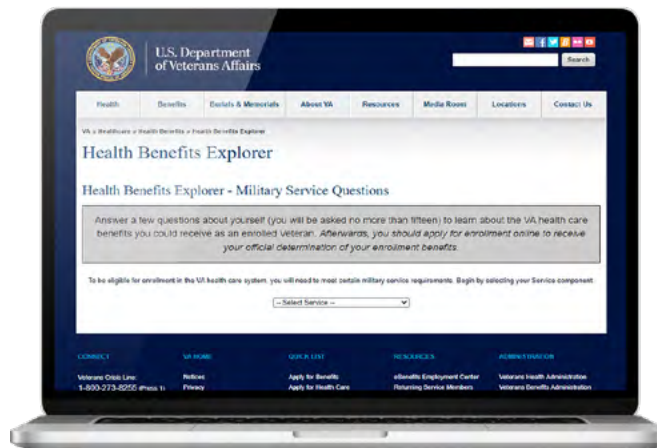 U.S. Department
of Veterans Affairs
Search
Health Benefits Burials & Memorials About VA Resources Media Room Locations Contact Us
VA » Healthcare » Health Benefits » Health Benefits Explorer
Health Benefits Explorer
Health Benefits Explorer - Military Service Questions
Answer a few questions about yourself (you will be asked no more than fifteen) to learn about the VA health care
benefits you could receive as an enrolled Veteran. Afterwards, you should apply for enrollment online to receive
your official determination of your enrollment benefits.
To be eligible for enrollment in the VA health care system, you will need to meet certain military service requirements. Begin by selecting your Service component
-- Select Service --
CONNECT VA HOME QUICK LIST RESOURCES ADMINISTRATION
Veterans Crisis Line: Notices Apply for Benefits eBenefits Employment Center Veterans Health Administration
1-800-273-8255 (Press 1) Privacy Apply for Health Care Returning Service Members Veterans Benefits Administration